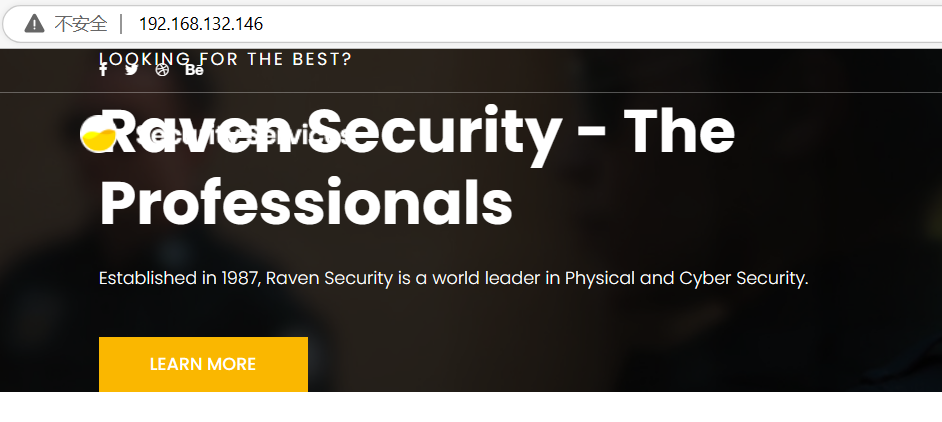 不安全 192.168.132.146
LOOKING FOR THE BEST?
Raven Security - The
Security Services
Professionals
Established in 1987, Raven Security is a world leader in Physical and Cyber Security.
LEARN MORE